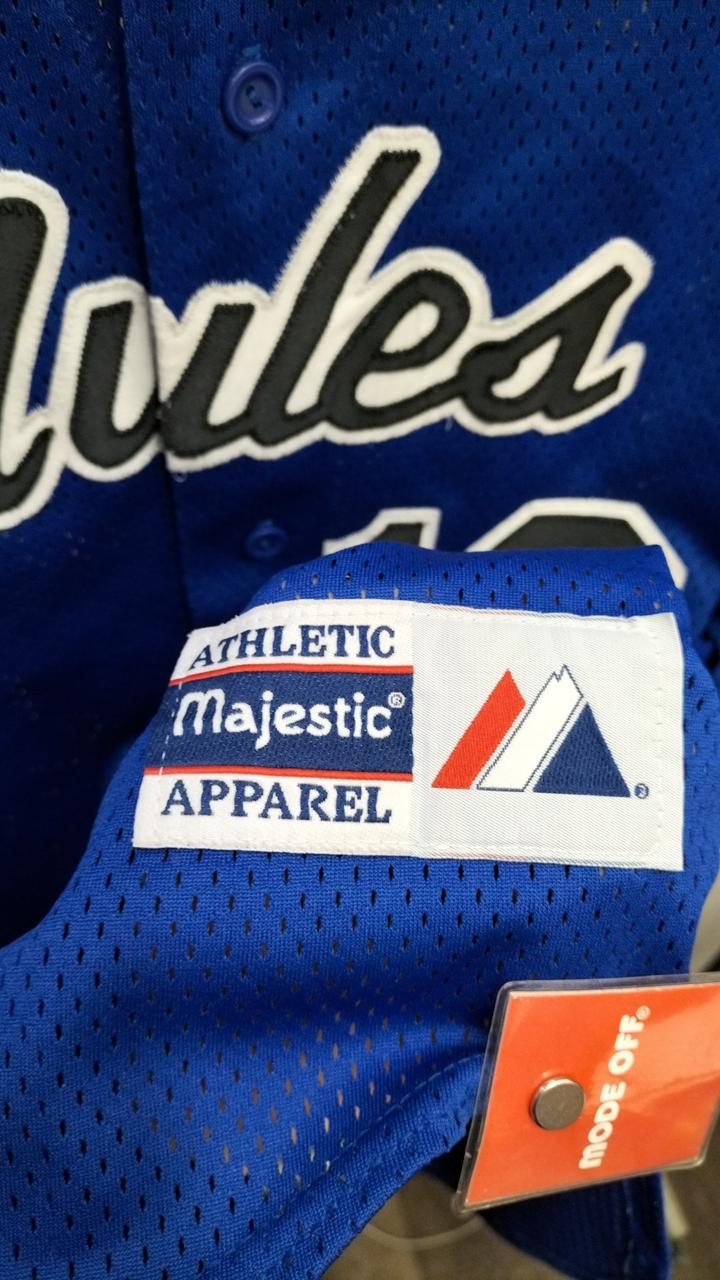 Mules
ATHLETIC
Majestic®
APPAREL
®
MODE OFF®